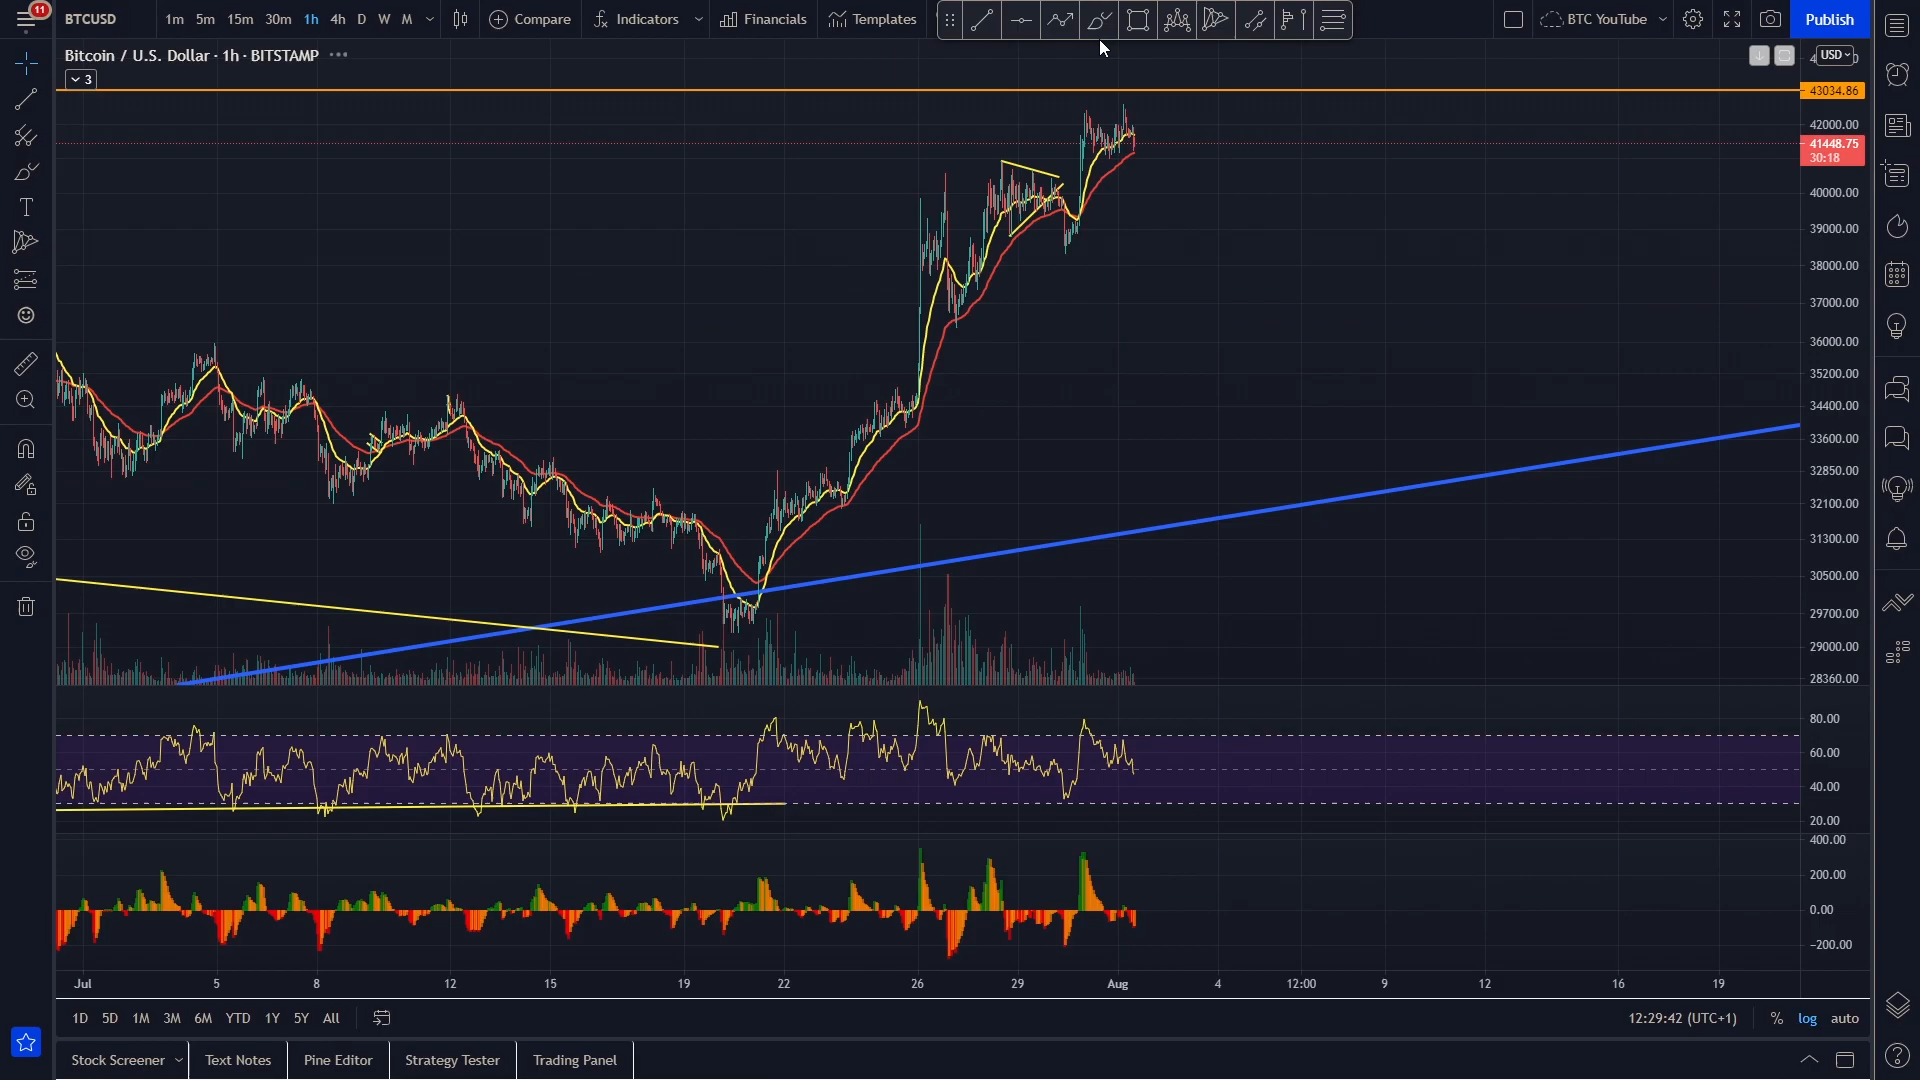 11
BTCUSD
1m 5m 15m 30m 1h 4h D W M
Compare
Indicators
Financials
Templates
BTC YouTube
Publish
Bitcoin / U.S. Dollar · 1h · BITSTAMP
3
USD
43034.86
42000.00
41448.75
30:18
40000.00
39000.00
38000.00
37000.00
36000.00
35200.00
34400.00
33600.00
32850.00
32100.00
31300.00
30500.00
29700.00
29000.00
28360.00
80.00
60.00
40.00
20.00
400.00
200.00
0.00
−200.00
Jul 5 8 12 15 19 22 26 29 Aug 4 12:00 9 12 16 19
1D 5D 1M 3M 6M YTD 1Y 5Y All
12:29:42 (UTC+1) % log auto
Stock Screener Text Notes Pine Editor Strategy Tester Trading Panel